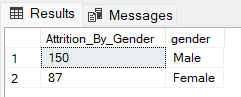 Results Messages
Attrition_By_Gender gender
1 150 Male
2 87 Female